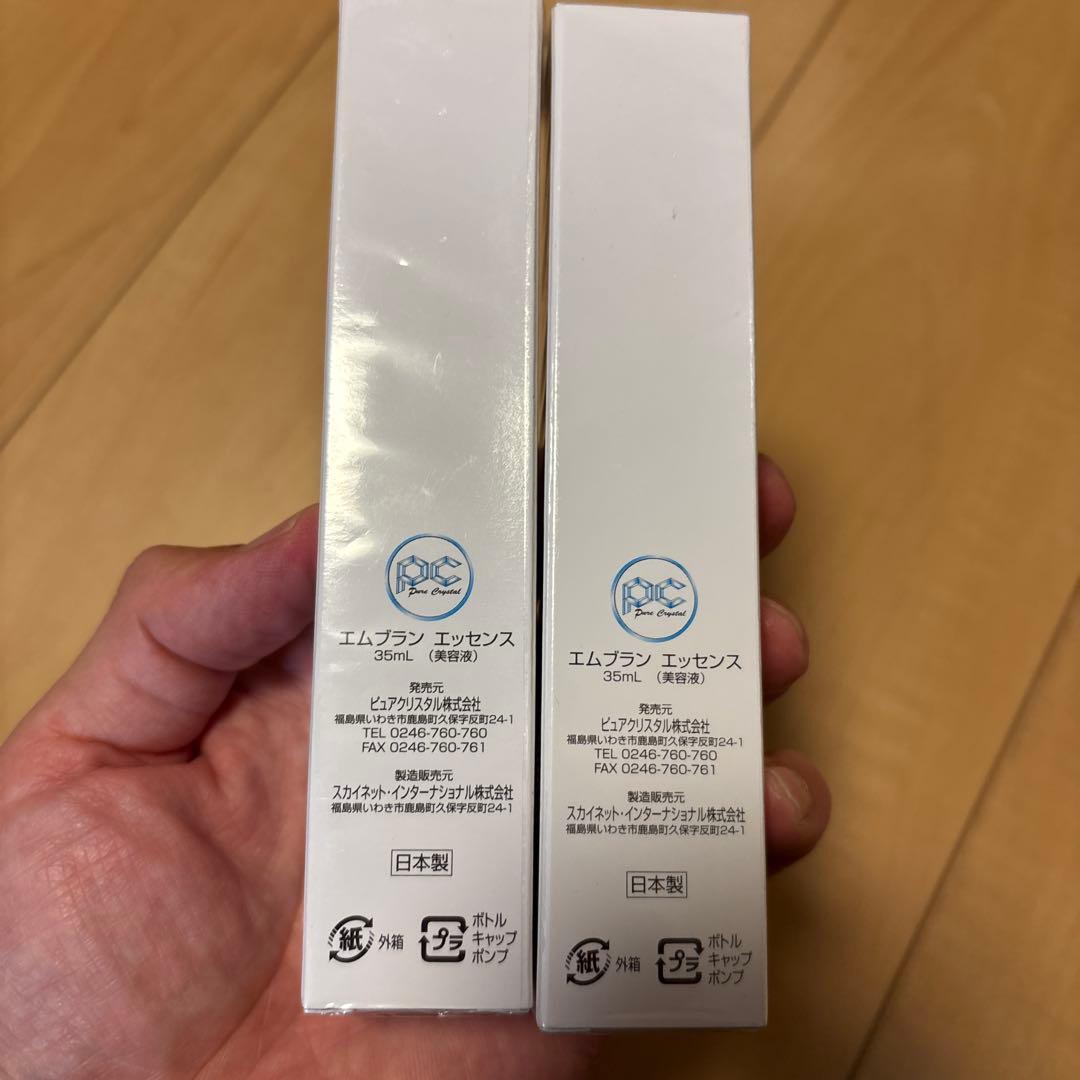 PC
Pure Crystal
エムブラン エッセンス
35mL （美容液）
発売元
ピュアクリスタル株式会社
福島県いわき市鹿島町久保字反町24-1
TEL 0246-760-760
FAX 0246-760-761
製造販売元
スカイネット・インターナショナル株式会社
福島県いわき市鹿島町久保字反町24-1
日本製
紙 外箱
プラ ボトル
キャップ
ポンプ
PC
Pure Crystal
エムブラン エッセンス
35mL （美容液）
発売元
ピュアクリスタル株式会社
福島県いわき市鹿島町久保字反町24-1
TEL 0246-760-760
FAX 0246-760-761
製造販売元
スカイネット・インターナショナル株式会社
福島県いわき市鹿島町久保字反町24-1
日本製
紙 外箱
プラ ボトル
キャップ
ポンプ